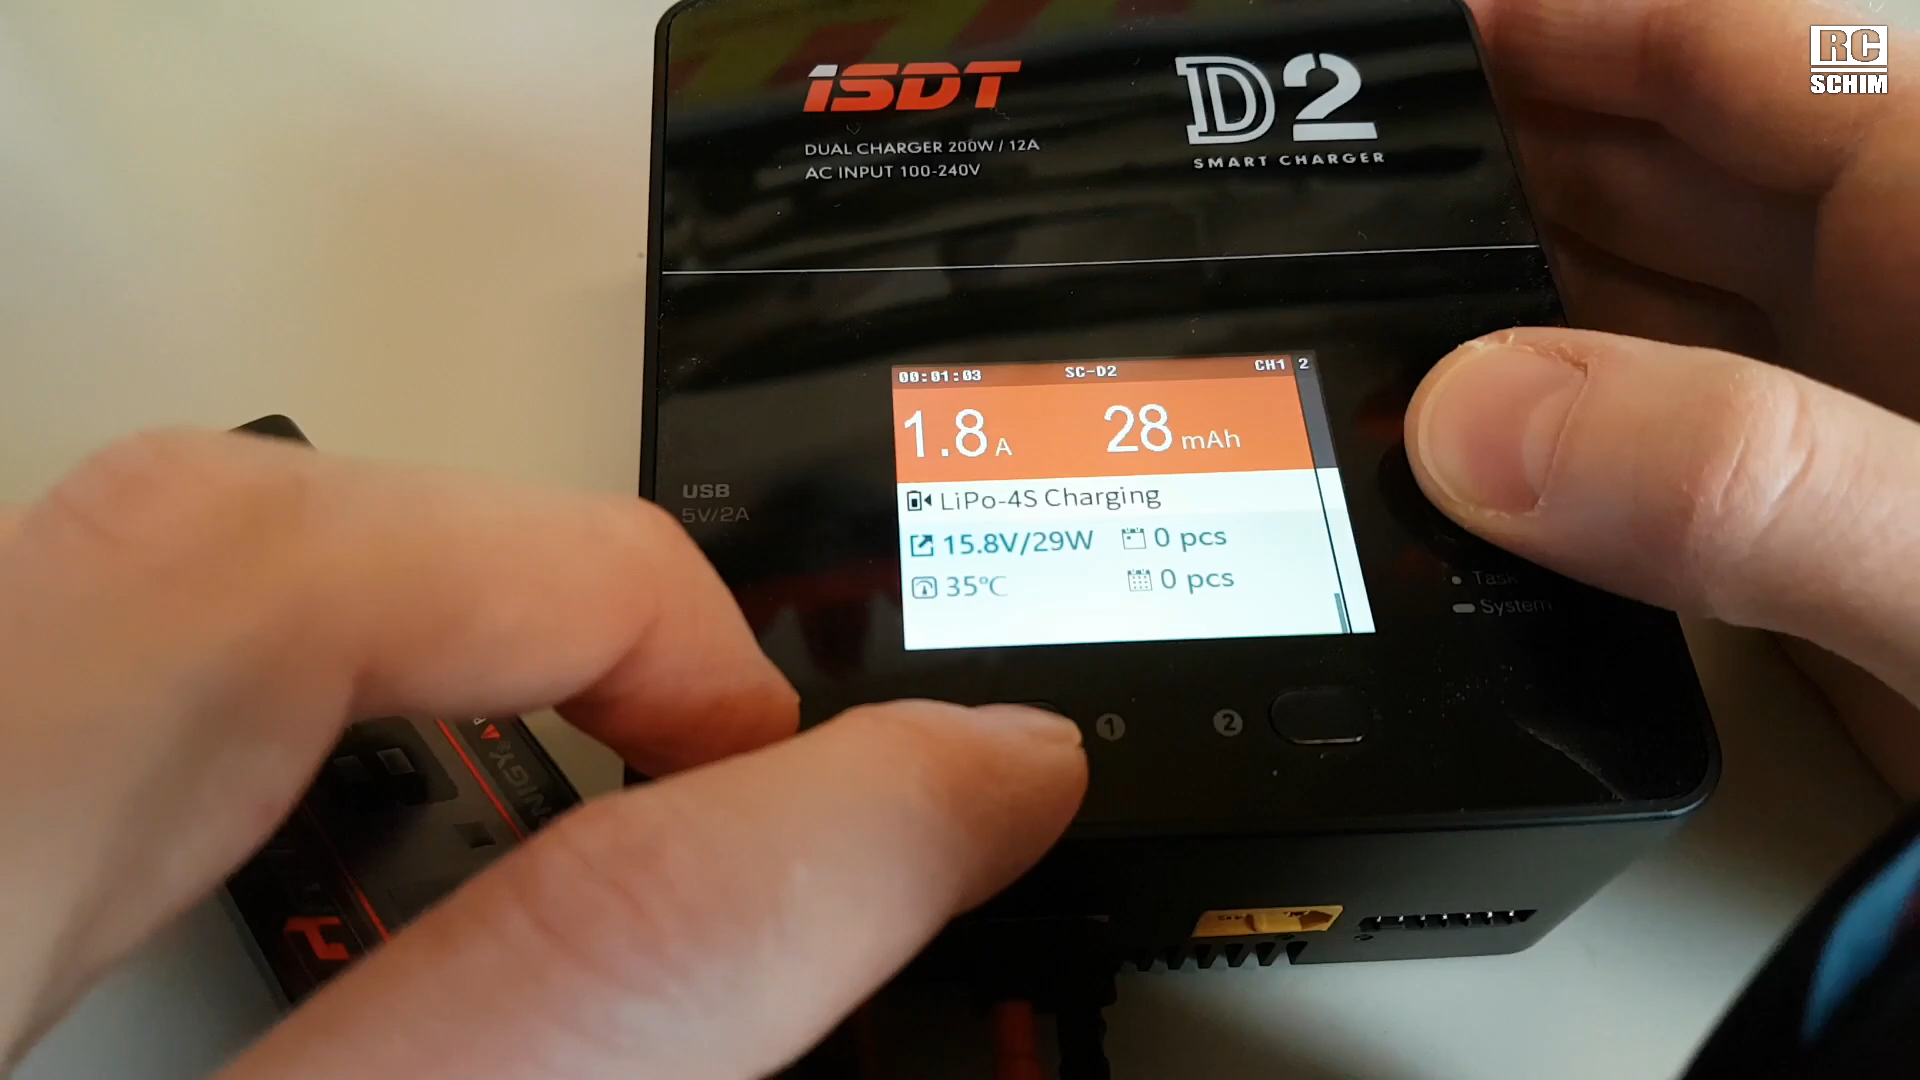 RC
SCHIM
ISDT
D2
DUAL CHARGER 200W / 12A
AC INPUT 100-240V
SMART CHARGER
00:01:03
SC-D2
CH1
2
1.8 A
28 mAh
LiPo-4S Charging
15.8V/29W
0 pcs
35°C
0 pcs
USB
5V/2A
Task
System
1
2